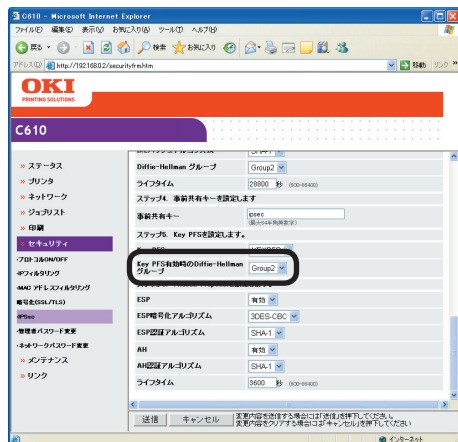 C610 - Microsoft Internet Explorer
ファイル(F) 編集(E) 表示(V) お気に入り(A) ツール(T) ヘルプ(H)
戻る 検索 お気に入り
アドレス(D) http://192.168.0.2/securityfrm.htm 移動 リンク »
OKI
PRINTING SOLUTIONS
C610
» ステータス
» プリンタ
» ネットワーク
» ジョブリスト
» 印刷
» セキュリティ
・プロトコルON/OFF
・IPフィルタリング
・MAC アドレスフィルタリング
暗号化(SSL/TLS)
・IPSec
・管理者パスワード変更
・ネットワークパスワード変更
» メンテナンス
» リンク
SHA-1
Diffie-Hellman グループ Group2
ライフタイム 28800 秒 (600-86400)
ステップ4. 事前共有キーを設定します
事前共有キー ipsec
(最大64半角英数字)
ステップ5. Key PFSを設定します。
Key PFS有効時のDiffie-Hellman グループ Group2
ESP 有効
ESP暗号化アルゴリズム 3DES-CBC
ESP認証アルゴリズム SHA-1
AH 有効
AH認証アルゴリズム SHA-1
ライフタイム 3600 秒 (600-86400)
送信 キャンセル
変更内容を送信する場合には「送信」を押下してください。
変更内容をクリアする場合には「キャンセル」を押下してください
インターネット